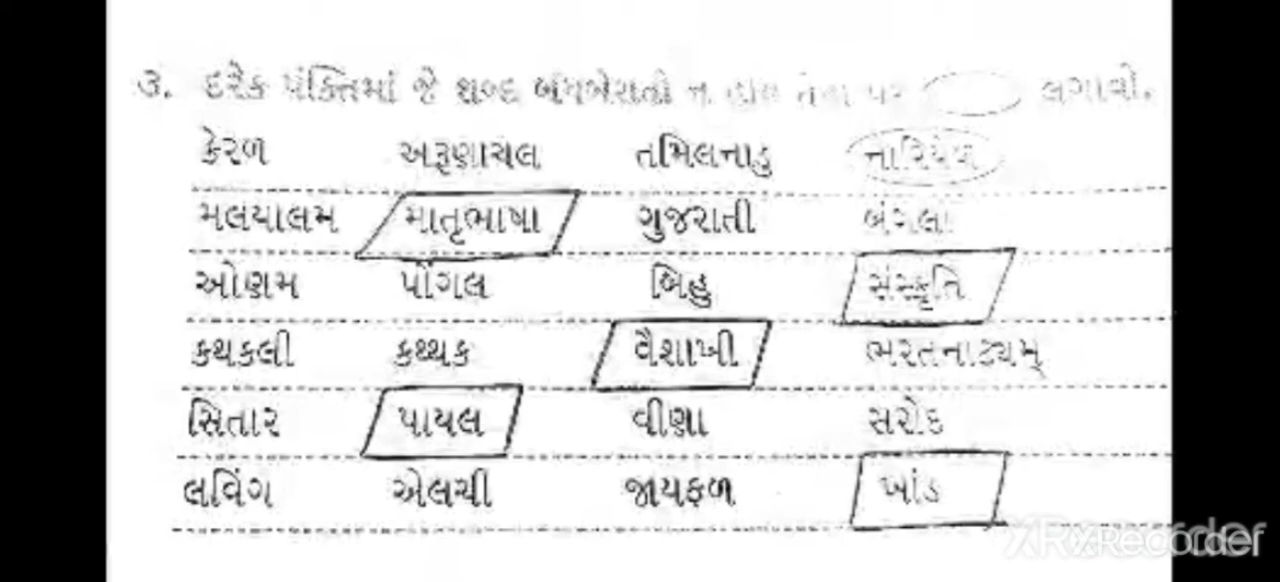 ૩. દરેક પંક્તિમાં જે શબ્દ બંધબેસતો ન હોય તેના પર લગાવો.
કેરળ અરૂણાચલ તમિલનાડુ નારિયેળ
મલયાલમ માતૃભાષા ગુજરાતી બંગલા
ઓણમ પોંગલ બિહુ સંસ્કૃતિ
કથકલી કથ્થક વૈશાખી ભરતનાટ્યમ્
સિતાર પાયલ વીણા સરોદ
લવિંગ એલચી જાયફળ ખાંડ